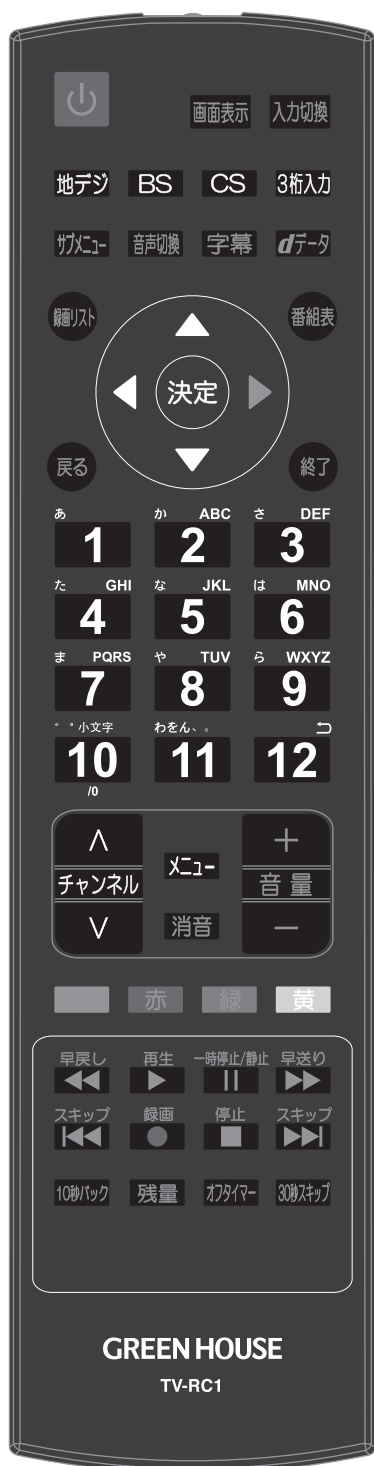 画面表示 入力切換
地デジ BS CS 3桁入力
サブメニュー 音声切換 字幕 dデータ
録画リスト 番組表
決定
戻る 終了
あ か ABC さ DEF
1 2 3
た GHI な JKL は MNO
4 5 6
ま PQRS や TUV ら WXYZ
7 8 9
゛゜小文字 わをん、。
10 11 12
/0
∧ +
チャンネル メニュー 音量
∨ 消音 −
赤 緑 黄
早戻し 再生 一時停止/静止 早送り
スキップ 録画 停止 スキップ
10秒バック 残量 オフタイマー 30秒スキップ
GREEN HOUSE
TV-RC1